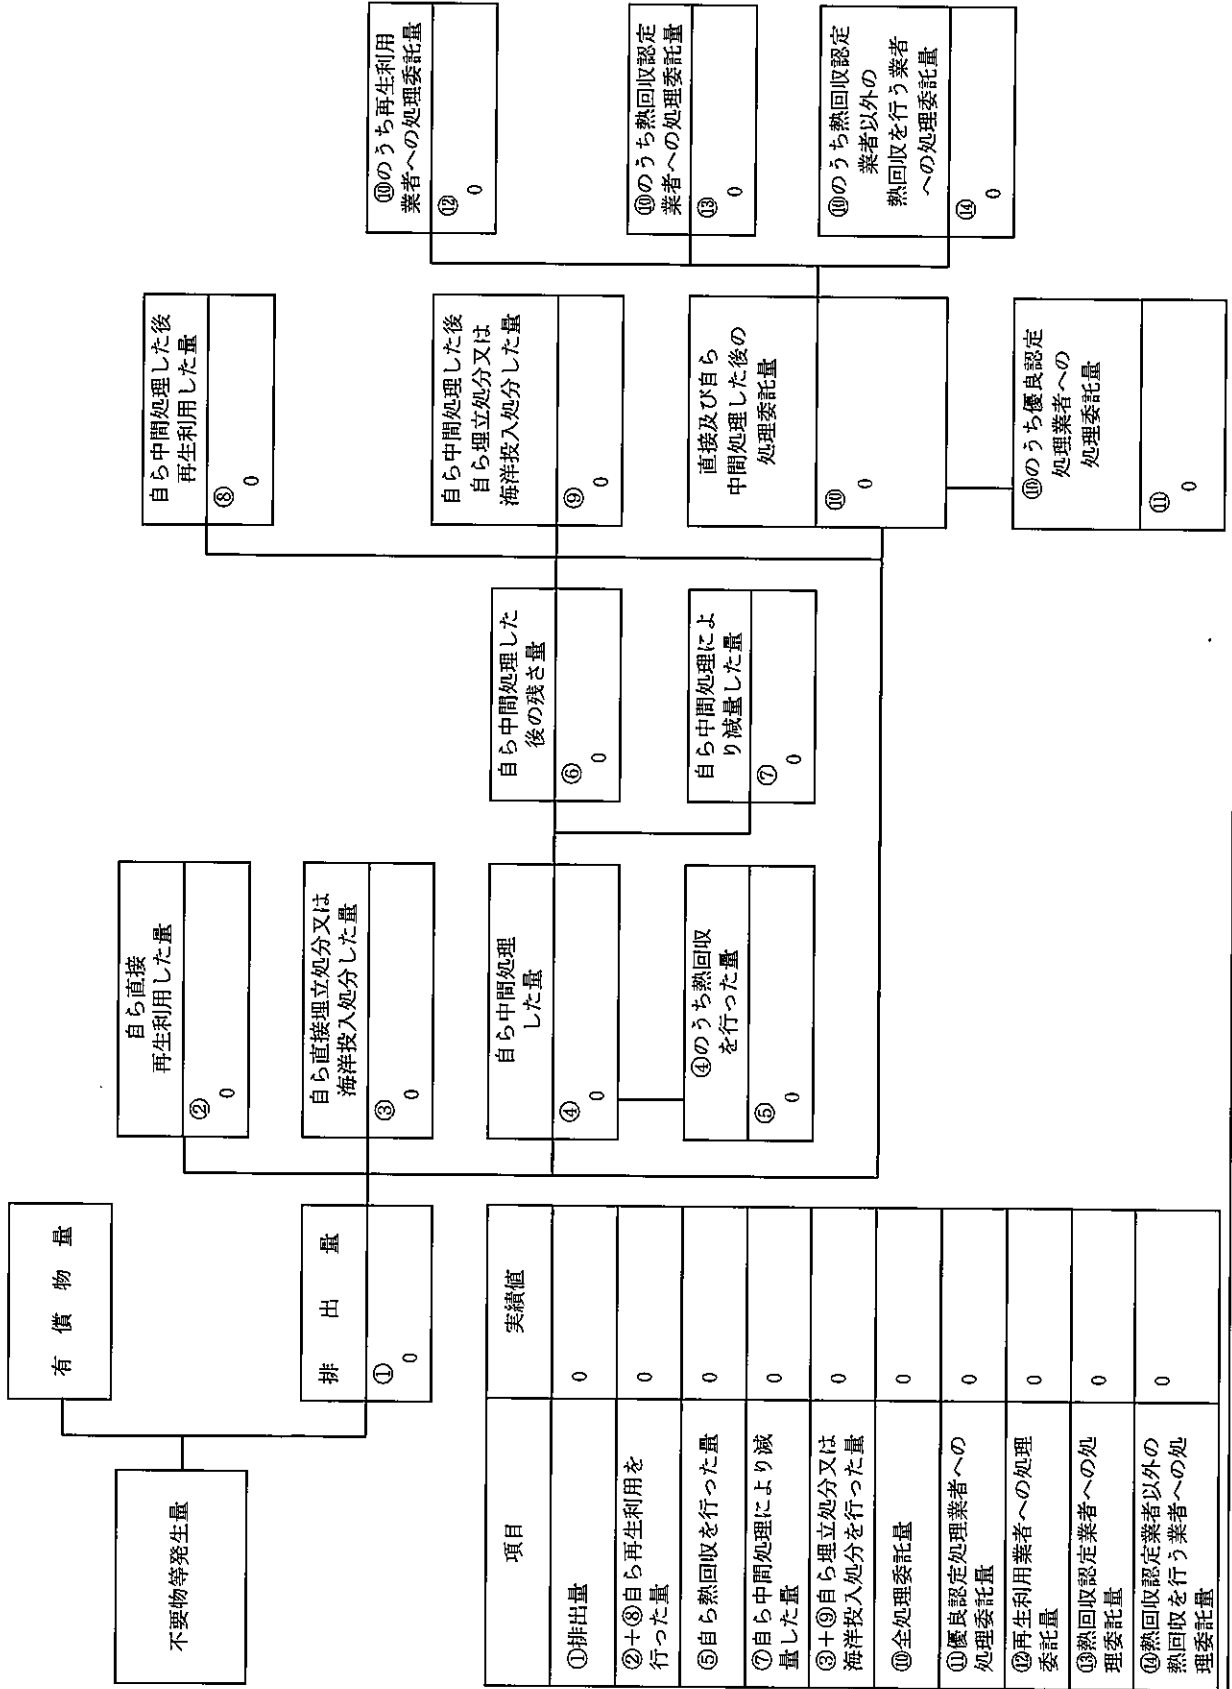 不要物等発生量
有償物量
排出量
①
0
自ら直接
再生利用した量
②
0
自ら直接埋立処分又は
海洋投入処分した量
③
0
自ら中間処理
した量
④
0
④のうち熱回収
を行った量
⑤
0
自ら中間処理した
後の残さ量
⑥
0
自ら中間処理によ
り減量した量
⑦
0
自ら中間処理した後
再生利用した量
⑧
0
自ら中間処理した後
自ら埋立処分又は
海洋投入処分した量
⑨
0
直接及び自ら
中間処理した後の
処理委託量
⑩
0
⑩のうち優良認定
処理業者への
処理委託量
⑪
0
⑩のうち再生利用
業者への処理委託量
⑫
0
⑩のうち熱回収認定
業者への処理委託量
⑬
0
⑩のうち熱回収認定
業者以外の
熱回収を行う業者
への処理委託量
⑭
0
項目 実績値
①排出量 0
②+⑧自ら再生利用を
行った量 0
⑤自ら熱回収を行った量 0
⑦自ら中間処理により減
量した量 0
③+⑨自ら埋立処分又は
海洋投入処分を行った量 0
⑩全処理委託量 0
⑪優良認定処理業者への
処理委託量 0
⑫再生利用業者への処理
委託量 0
⑬熱回収認定業者への処
理委託量 0
⑭熱回収認定業者以外の
熱回収を行う業者への処
理委託量 0